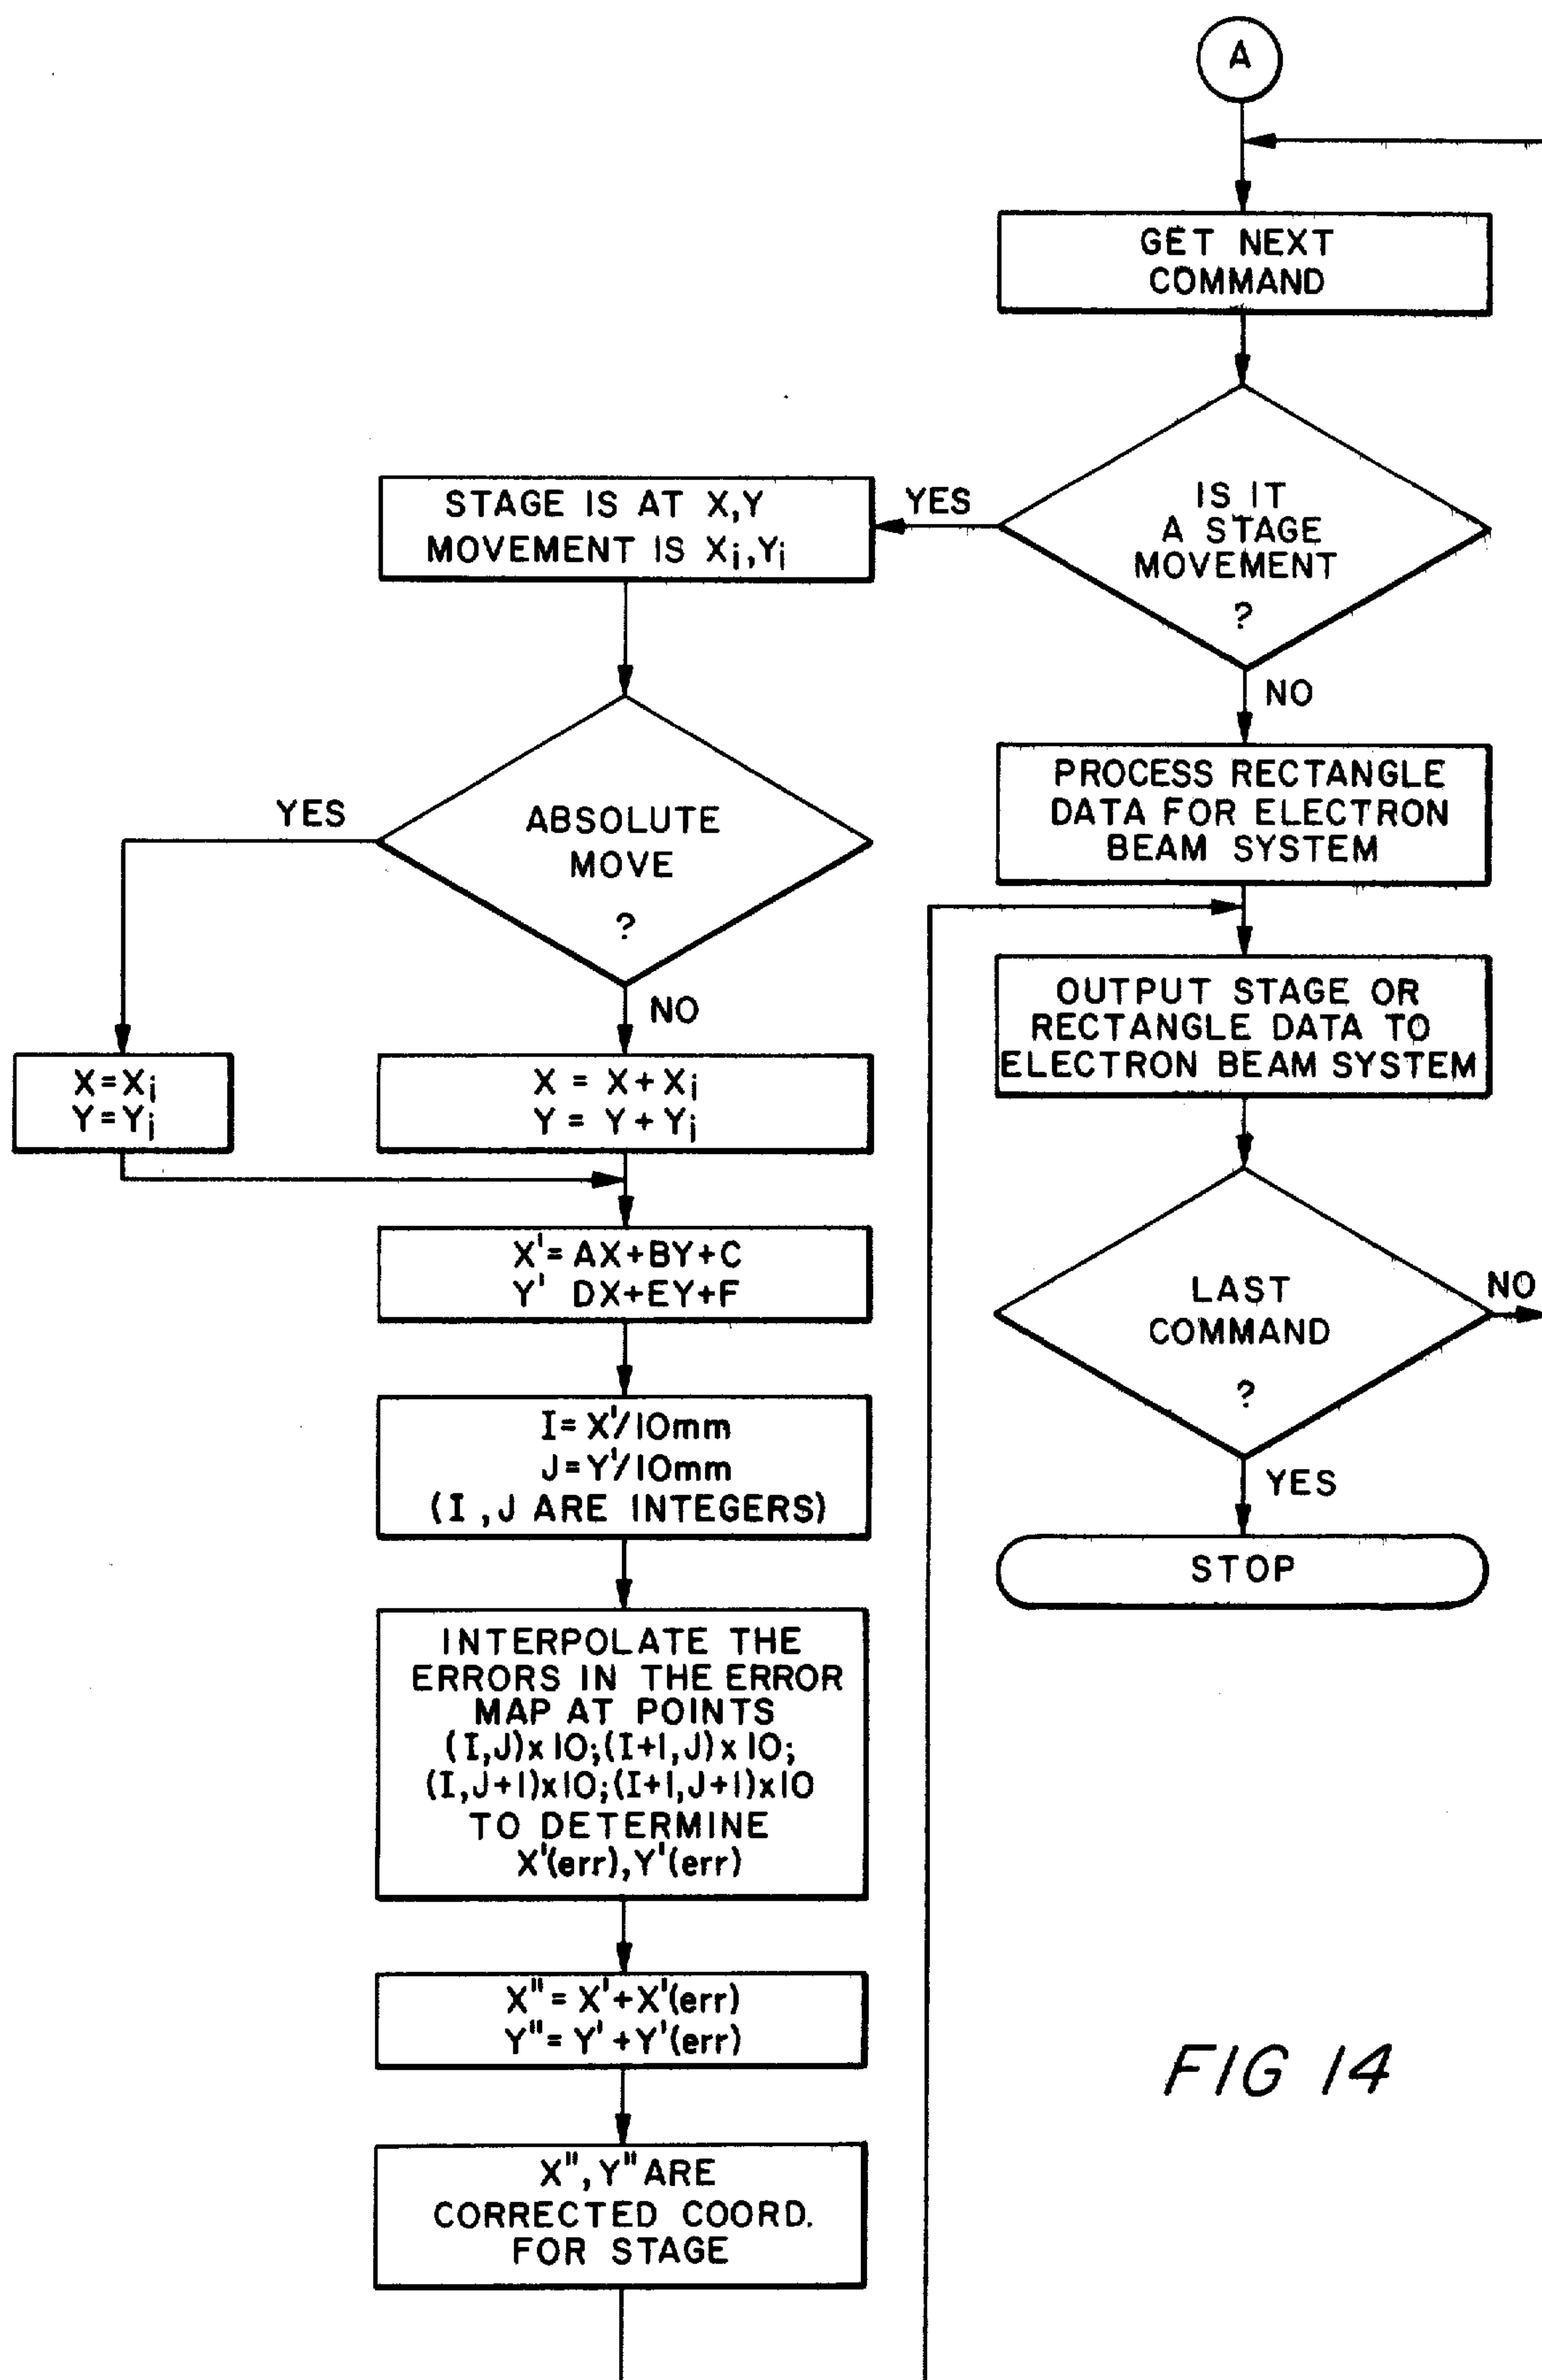 A
GET NEXT
COMMAND
IS IT
A STAGE
MOVEMENT
?
YES
NO
STAGE IS AT X,Y
MOVEMENT IS Xi,Yi
ABSOLUTE
MOVE
?
YES
NO
X=Xi
Y=Yi
X = X+Xi
Y = Y+Yi
X'=AX+BY+C
Y' DX+EY+F
I=X'/10mm
J=Y'/10mm
(I,J ARE INTEGERS)
INTERPOLATE THE
ERRORS IN THE ERROR
MAP AT POINTS
(I,J)x10;(I+1,J)x10;
(I,J+1)x10;(I+1,J+1)x10
TO DETERMINE
X'(err),Y'(err)
X"=X'+X'(err)
Y"=Y'+Y'(err)
X",Y" ARE
CORRECTED COORD.
FOR STAGE
PROCESS RECTANGLE
DATA FOR ELECTRON
BEAM SYSTEM
OUTPUT STAGE OR
RECTANGLE DATA TO
ELECTRON BEAM SYSTEM
LAST
COMMAND
?
NO
YES
STOP
FIG 14